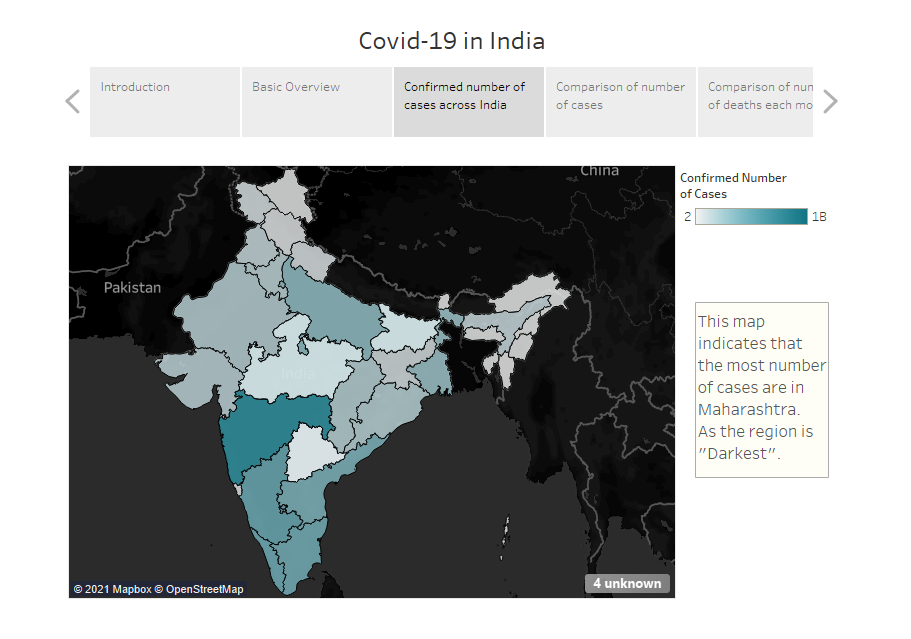 Covid-19 in India
Introduction
Basic Overview
Confirmed number of
cases across India
Comparison of number
of cases
Comparison of num
of deaths each mo
China
Pakistan
India
© 2021 Mapbox © OpenStreetMap
4 unknown
Confirmed Number
of Cases
2 1B
This map
indicates that
the most number
of cases are in
Maharashtra.
As the region is
"Darkest".